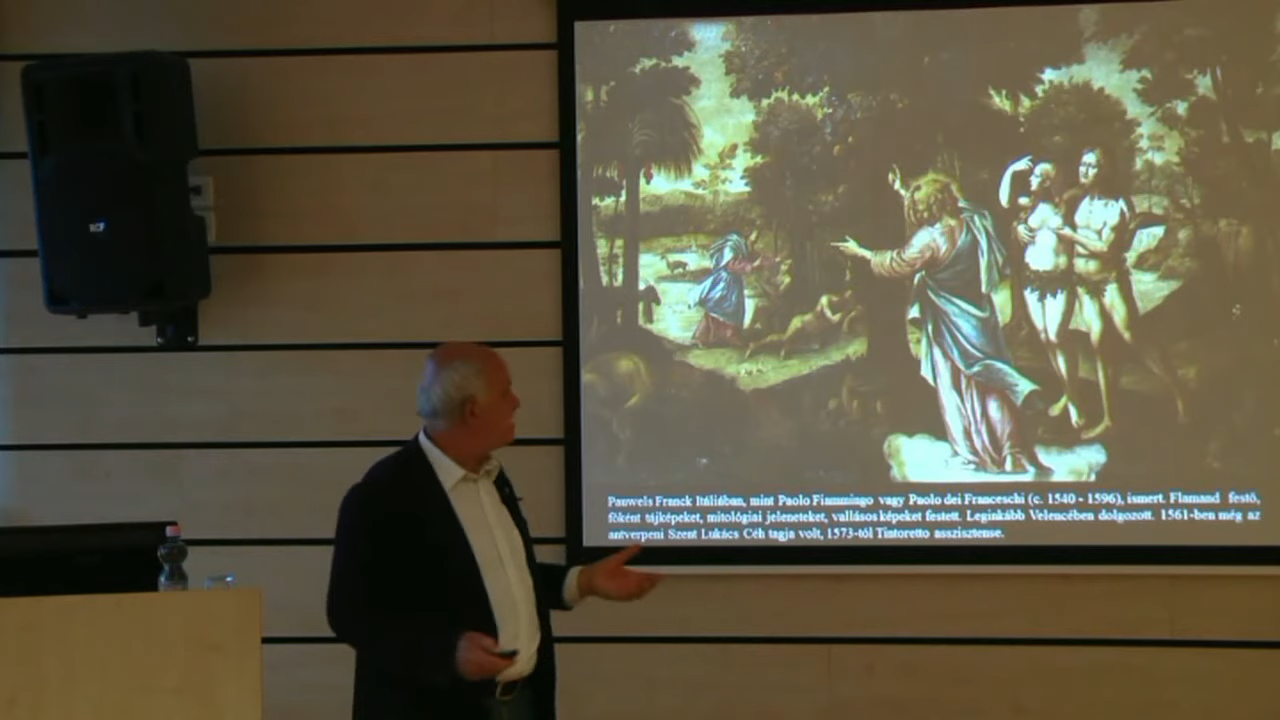 RCF
Pauwels Franck Itáliában, mint Paolo Fiammingo vagy Paolo dei Franceschi (c. 1540 - 1596), ismert. Flamand festő,
főként tájképeket, mitológiai jeleneteket, vallásos képeket festett. Leginkább Velencében dolgozott. 1561-ben még az
antverpeni Szent Lukács Céh tagja volt, 1573-tól Tintoretto asszisztense.